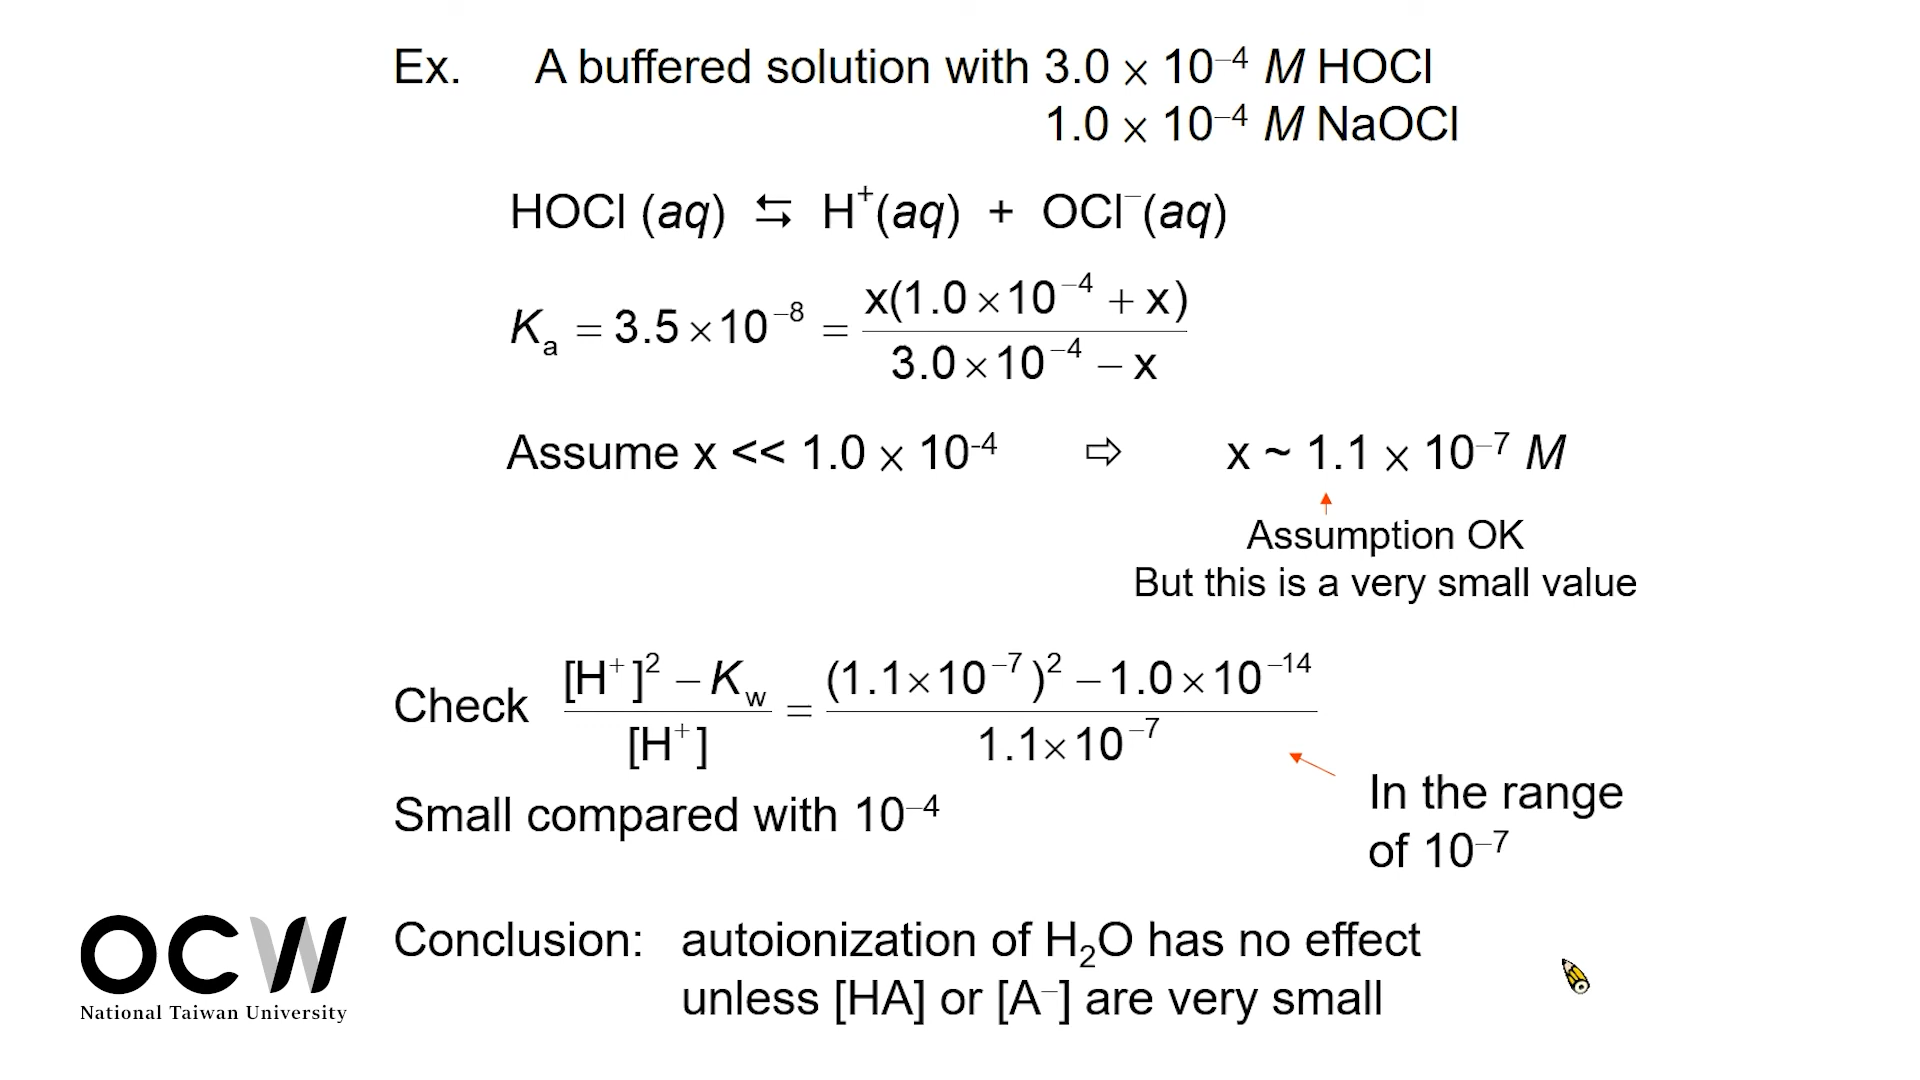 Ex. A buffered solution with 3.0 × 10⁻⁴ M HOCl
1.0 × 10⁻⁴ M NaOCl
HOCl (aq) ⇆ H⁺(aq) + OCl⁻(aq)
Kₐ = 3.5×10⁻⁸ = x(1.0×10⁻⁴ + x) / 3.0×10⁻⁴ – x
Assume x << 1.0 × 10⁻⁴ ⇨ x ~ 1.1 × 10⁻⁷ M
Assumption OK
But this is a very small value
Check [H⁺]² – K_w / [H⁺] = (1.1×10⁻⁷)² – 1.0×10⁻¹⁴ / 1.1×10⁻⁷
In the range
of 10⁻⁷
Small compared with 10⁻⁴
Conclusion: autoionization of H₂O has no effect
unless [HA] or [A⁻] are very small
OCW
National Taiwan University